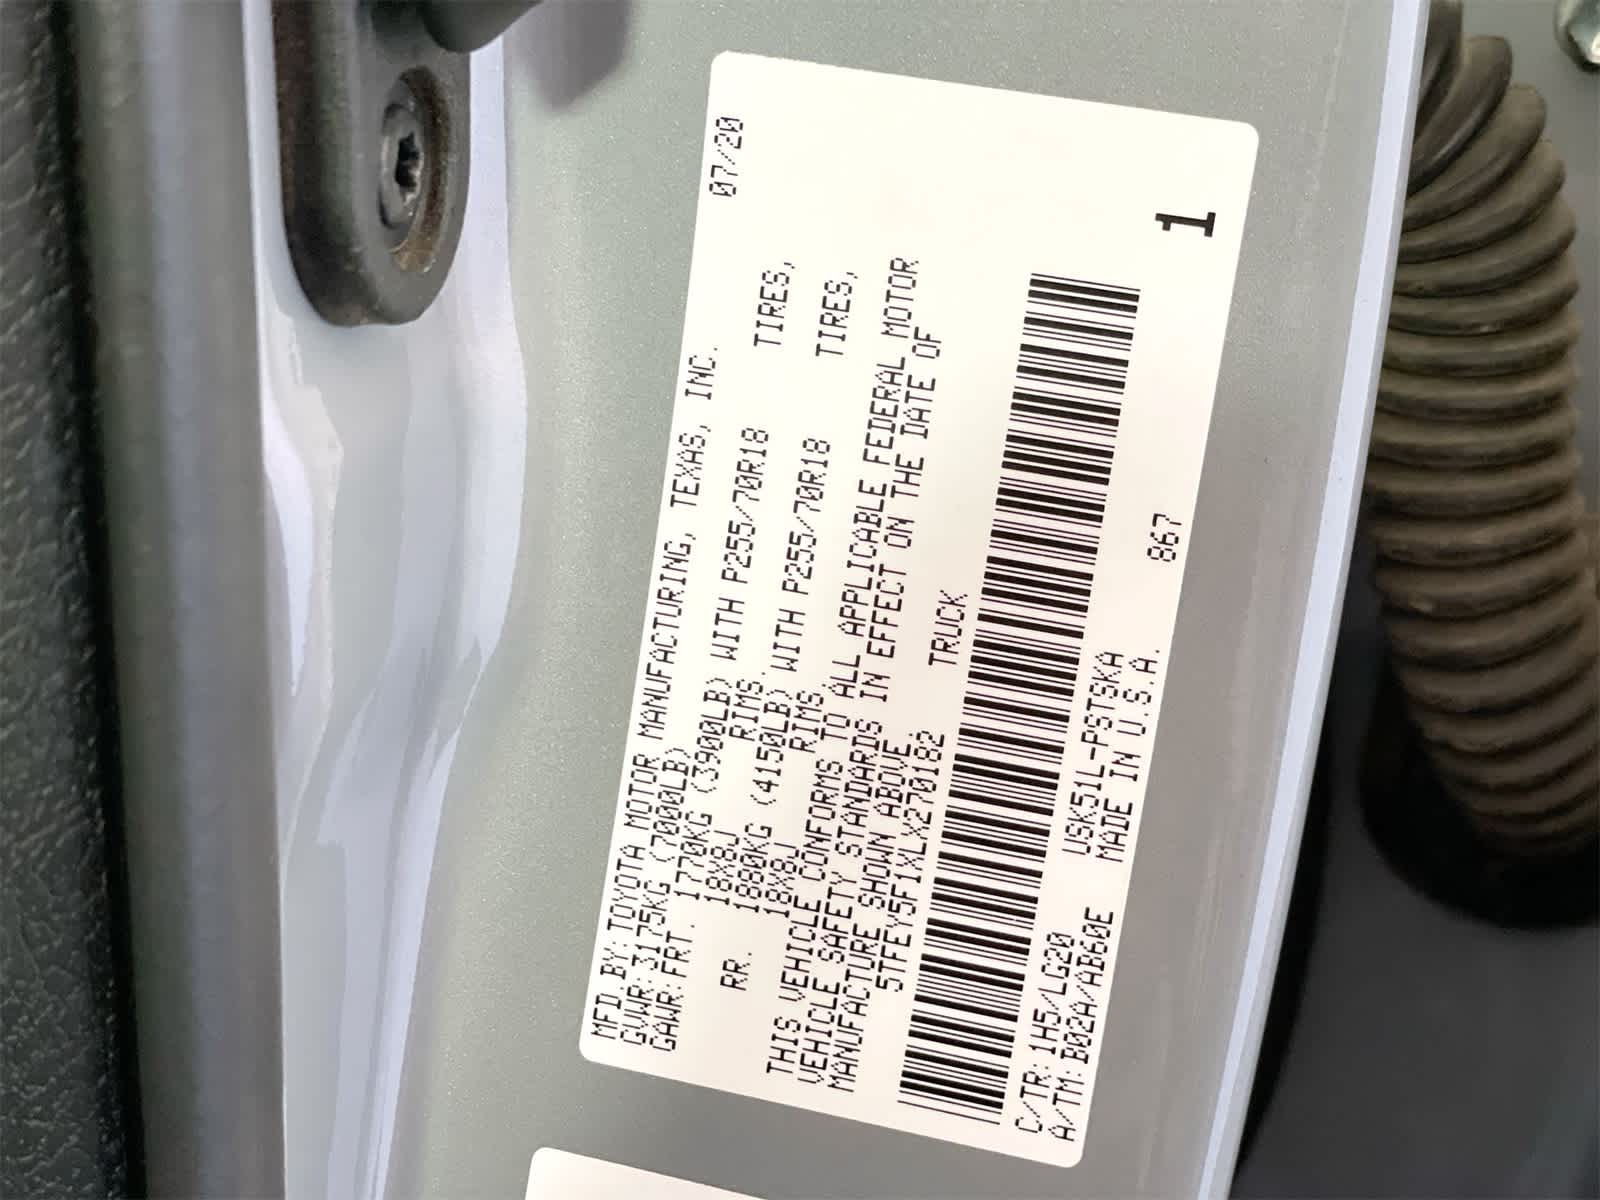 MFD BY:TOYOTA MOTOR MANUFACTURING, TEXAS, INC. 07/20
GVWR:3175KG (7000LB)
GAWR:FRT. 1770KG (3900LB) WITH P255/70R18 TIRES,
18X8J RIMS.
RR. 1880KG (4150LB) WITH P255/70R18 TIRES,
18X8J RIMS
THIS VEHICLE CONFORMS TO ALL APPLICABLE FEDERAL MOTOR
VEHICLE SAFETY STANDARDS IN EFFECT ON THE DATE OF
MANUFACTURE SHOWN ABOVE
5TFEY5F1XLX270182 TRUCK
C/TR:1H5/LG20 USK51L-PSTSKA
A/TM:B02A/AB60E MADE IN U.S.A. 867
1